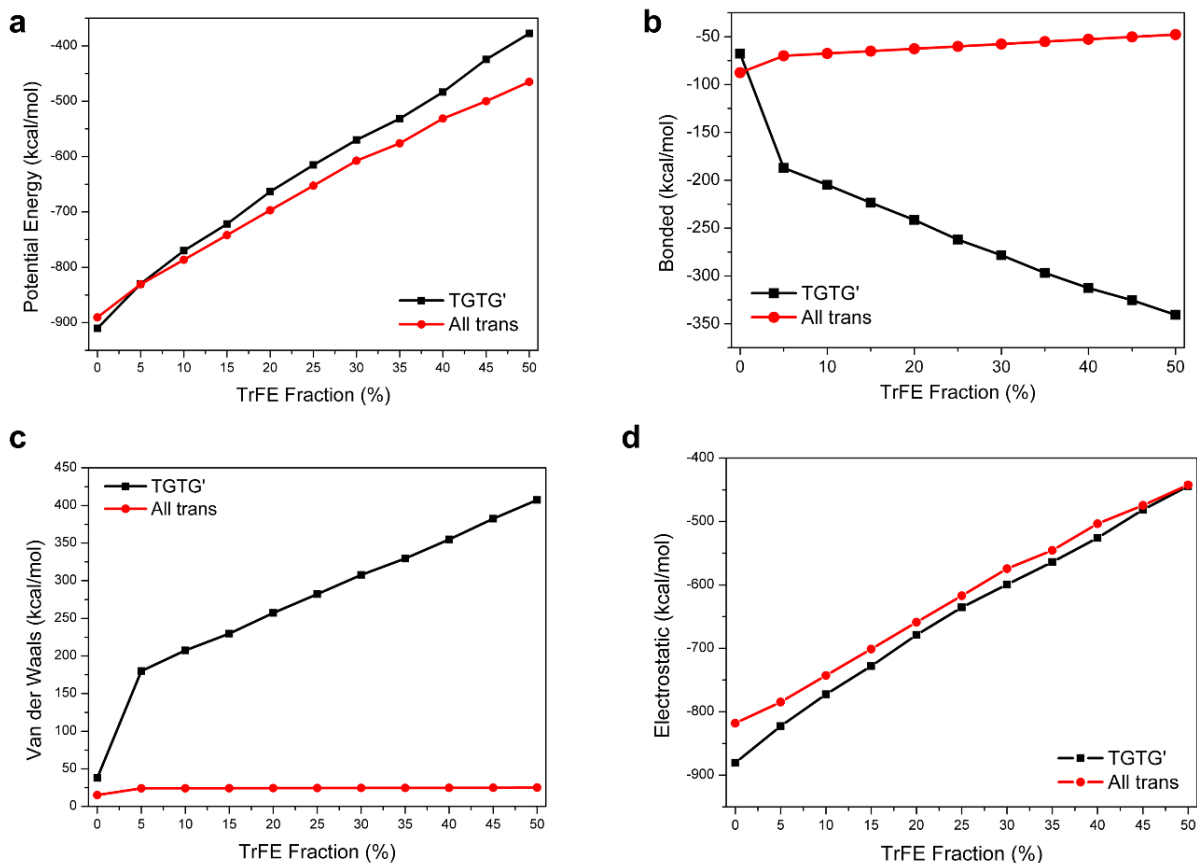 a
Potential Energy (kcal/mol)
-400
-500
-600
-700
-800
-900
TGTG'
All trans
0 5 10 15 20 25 30 35 40 45 50
TrFE Fraction (%)
b
Bonded (kcal/mol)
-50
-100
-150
-200
-250
-300
-350
TGTG'
All trans
0 10 20 30 40 50
TrFE Fraction (%)
c
Van der Waals (kcal/mol)
450
400
350
300
250
200
150
100
50
0
TGTG'
All trans
0 5 10 15 20 25 30 35 40 45 50
TrFE Fraction (%)
d
Electrostatic (kcal/mol)
-400
-500
-600
-700
-800
-900
TGTG'
All trans
0 5 10 15 20 25 30 35 40 45 50
TrFE Fraction (%)